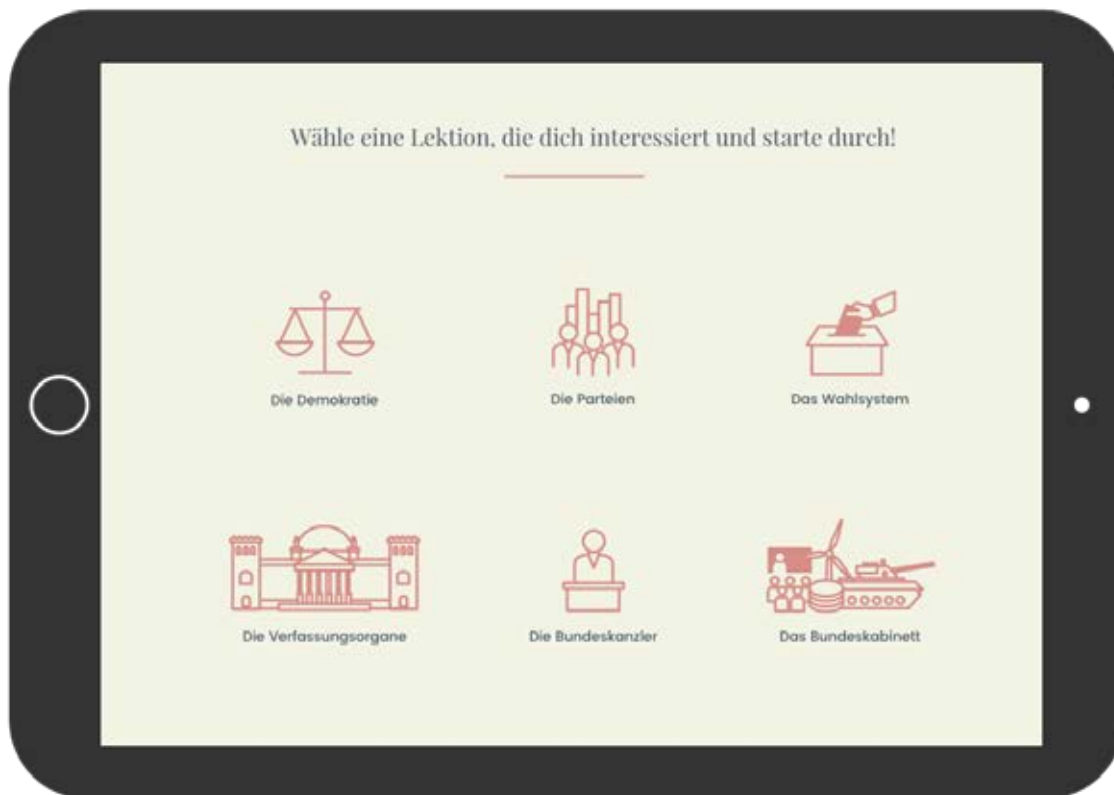 Wähle eine Lektion, die dich interessiert und starte durch!
Die Demokratie
Die Parteien
Das Wahlsystem
Die Verfassungsorgane
Die Bundeskanzler
Das Bundeskabinett